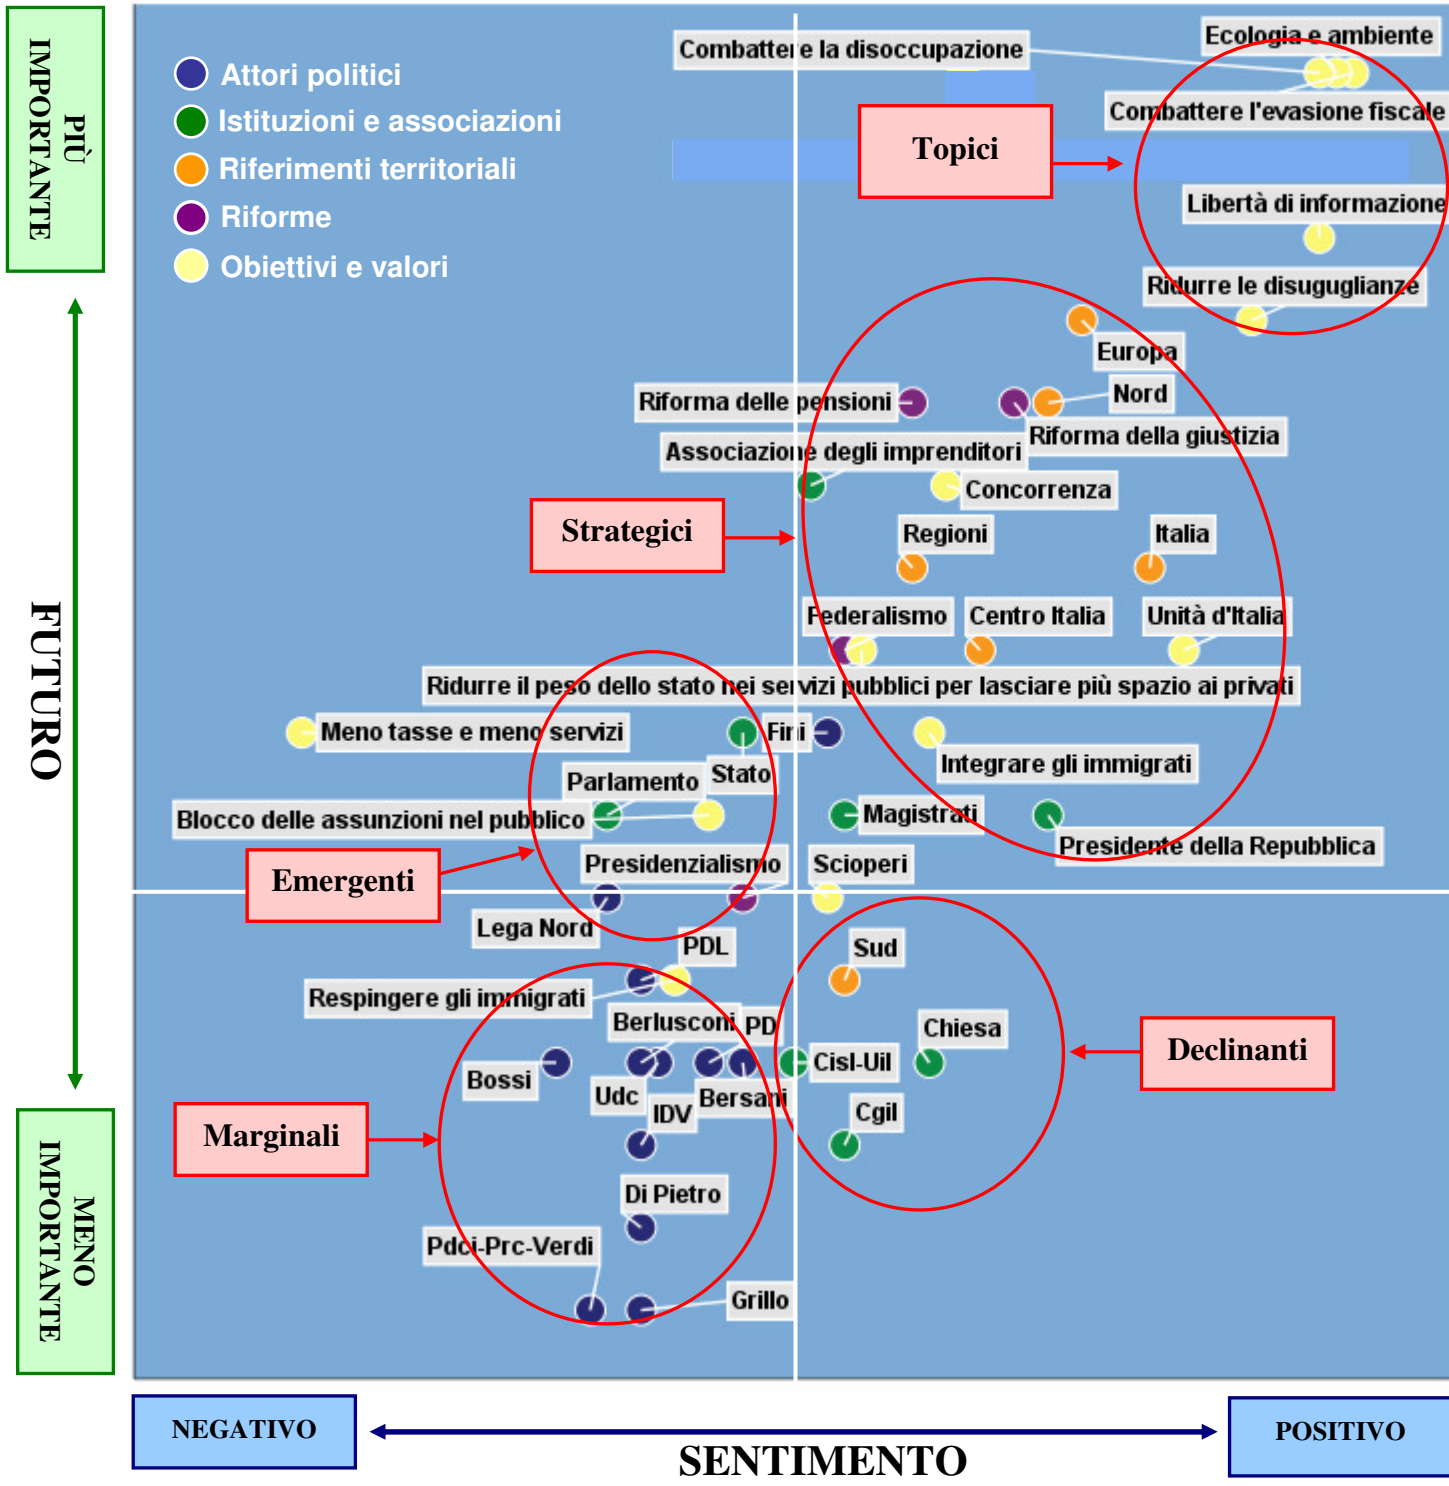 PIÙ
IMPORTANTE
FUTURO
MENO
IMPORTANTE
Attori politici
Istituzioni e associazioni
Riferimenti territoriali
Riforme
Obiettivi e valori
Combattere la disoccupazione
Ecologia e ambiente
Combattere l'evasione fiscale
Topici
Libertà di informazione
Ridurre le disuguglianze
Europa
Riforma delle pensioni
Nord
Riforma della giustizia
Associazione degli imprenditori
Concorrenza
Strategici
Regioni
Italia
Federalismo
Centro Italia
Unità d'Italia
Ridurre il peso dello stato nei servizi pubblici per lasciare più spazio ai privati
Meno tasse e meno servizi
Fini
Stato
Integrare gli immigrati
Parlamento
Blocco delle assunzioni nel pubblico
Magistrati
Presidente della Repubblica
Emergenti
Presidenzialismo
Scioperi
Lega Nord
PDL
Sud
Respingere gli immigrati
Berlusconi
PD
Chiesa
Declinanti
Bossi
Udc
Cisl-Uil
IDV
Bersani
Cgil
Marginali
Di Pietro
Pdci-Prc-Verdi
Grillo
NEGATIVO
SENTIMENTO
POSITIVO